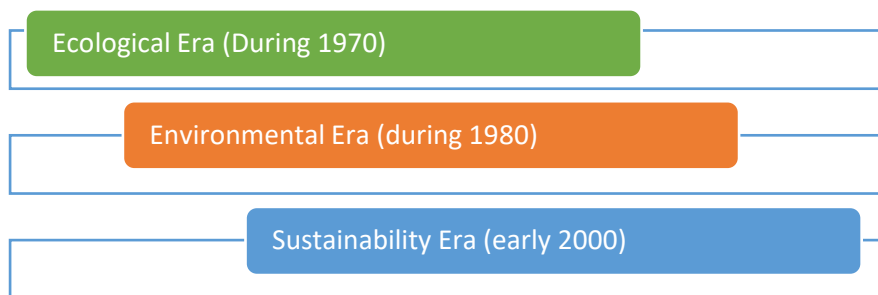 Ecological Era (During 1970)
Environmental Era (during 1980)
Sustainability Era (early 2000)